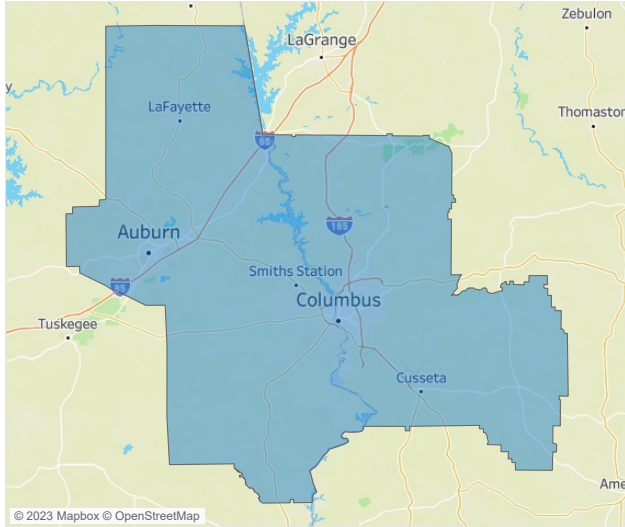 Zebulon
LaGrange
y
LaFayette
Thomaston
85
Auburn
185
Smiths Station
85
Columbus
Tuskegee
Cusseta
Ame
© 2023 Mapbox © OpenStreetMap